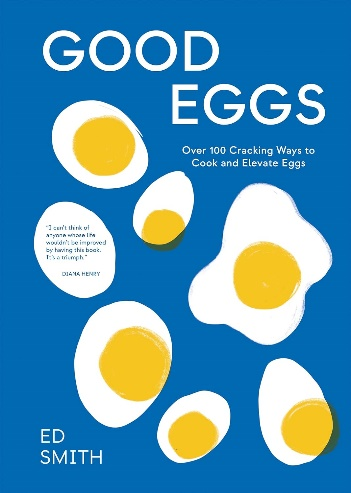 GOOD
EGGS
Over 100 Cracking Ways to
Cook and Elevate Eggs
"I can't think of
anyone whose life
wouldn't be improved
by having this book.
It's a triumph."
DIANA HENRY
ED
SMITH